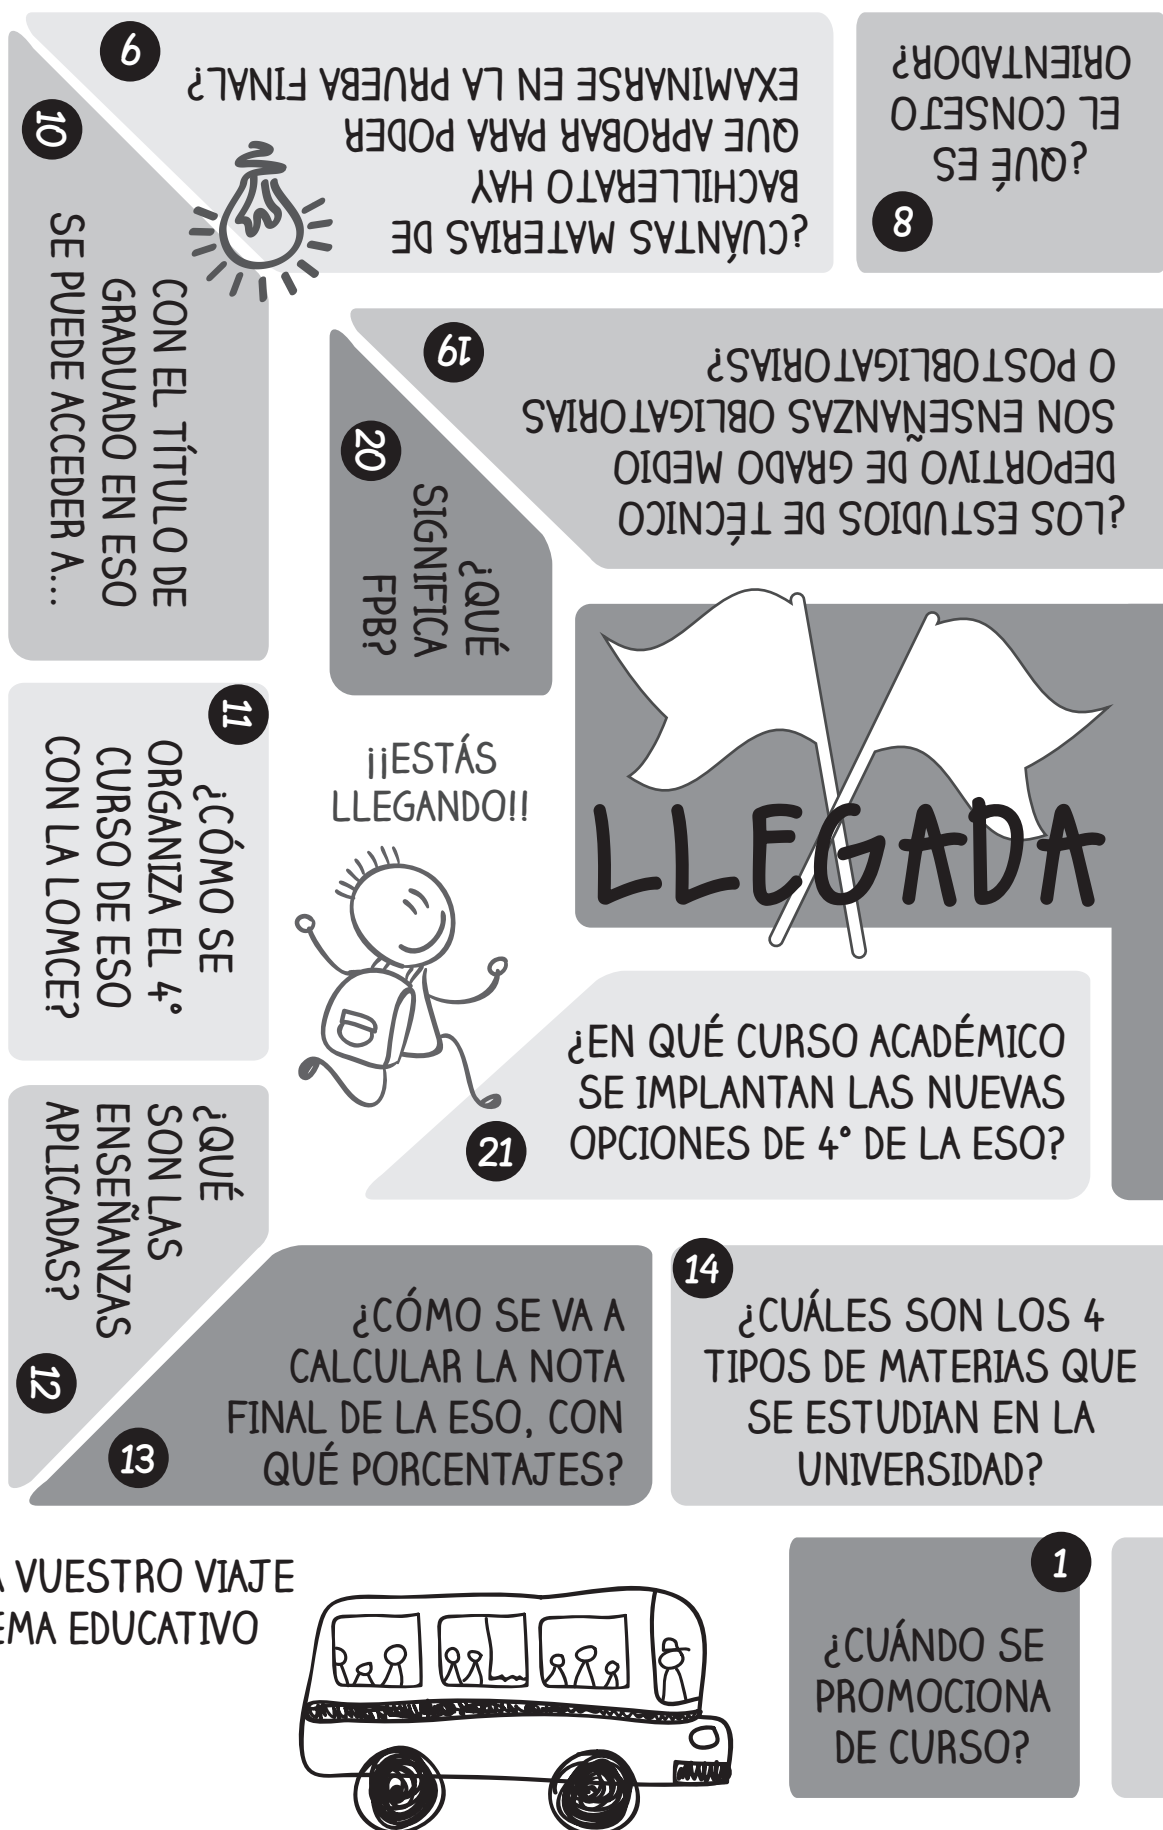 9
¿CUÁNTAS MATERIAS DE
BACHILLERATO HAY
QUE APROBAR PARA PODER
EXAMINARSE EN LA PRUEBA FINAL?
8
¿QUÉ ES
EL CONSEJO
ORIENTADOR?
10
CON EL TÍTULO DE
GRADUADO EN ESO
SE PUEDE ACCEDER A...
19
¿LOS ESTUDIOS DE TÉCNICO
DEPORTIVO DE GRADO MEDIO
SON ENSEÑANZAS OBLIGATORIAS
O POSTOBLIGATORIAS?
20
¿QUÉ
SIGNIFICA
FPB?
11
¿CÓMO SE
ORGANIZA EL 4°
CURSO DE ESO
CON LA LOMCE?
¡¡ESTÁS
LLEGANDO!!
LLEGADA
21
¿EN QUÉ CURSO ACADÉMICO
SE IMPLANTAN LAS NUEVAS
OPCIONES DE 4° DE LA ESO?
12
¿QUÉ
SON LAS
ENSEÑANZAS
APLICADAS?
13
¿CÓMO SE VA A
CALCULAR LA NOTA
FINAL DE LA ESO, CON
QUÉ PORCENTAJES?
14
¿CUÁLES SON LOS 4
TIPOS DE MATERIAS QUE
SE ESTUDIAN EN LA
UNIVERSIDAD?
A VUESTRO VIAJE
EMA EDUCATIVO
1
¿CUÁNDO SE
PROMOCIONA
DE CURSO?